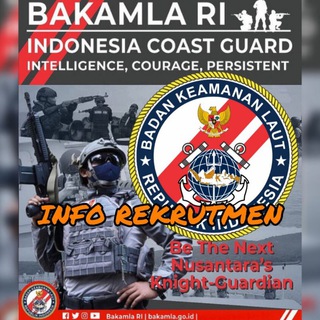 BAKAMLA RI
INDONESIA COAST GUARD
INTELLIGENCE, COURAGE, PERSISTENT
BADAN KEAMANAN LAUT
REPUBLIK INDONESIA
INFO REKRUTMEN
Be The Next
Nusantara's
Knight-Guardian
Bakamla RI | bakamla.go.id |